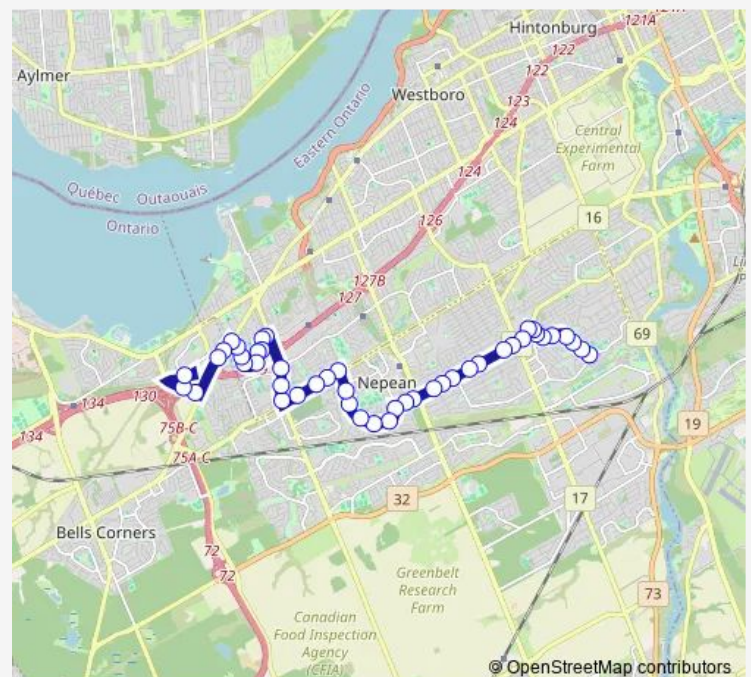 121A
Hintonburg
122
Aylmer
122
Westboro
123
124
Central
Experimental
Farm
Eastern Ontario
124
Québec Outaouais
Ontario
126
16
127B
127
69
134
130
Nepean
134
75B-C
75A-C
19
32
17
Bells Corners
72
72
Greenbelt
Research
Farm
73
Canadian
Food Inspection
Agency
(CFIA)
© OpenStreetMap contributors